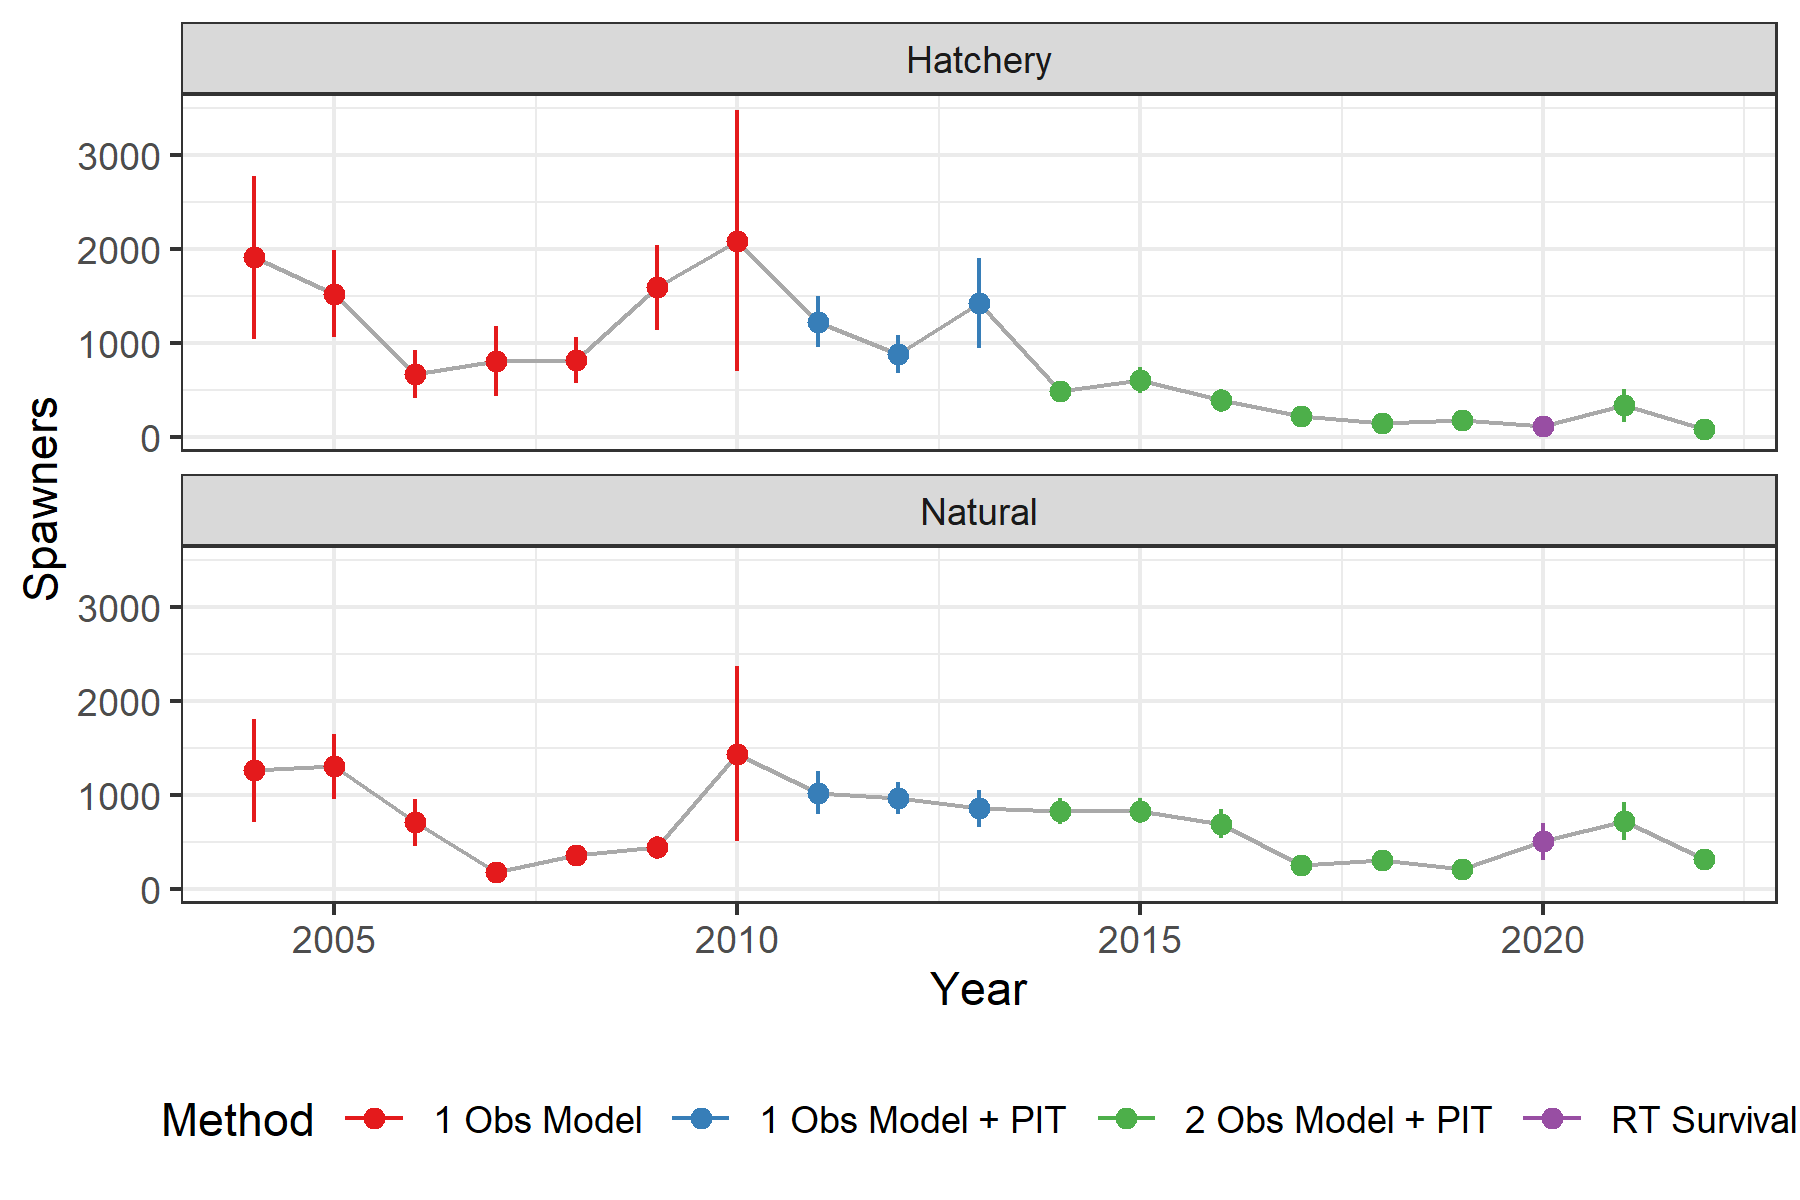 Hatchery
3000
2000
1000
0
Spawners
Natural
3000
2000
1000
0
2005 2010 2015 2020
Year
Method 1 Obs Model 1 Obs Model + PIT 2 Obs Model + PIT RT Survival